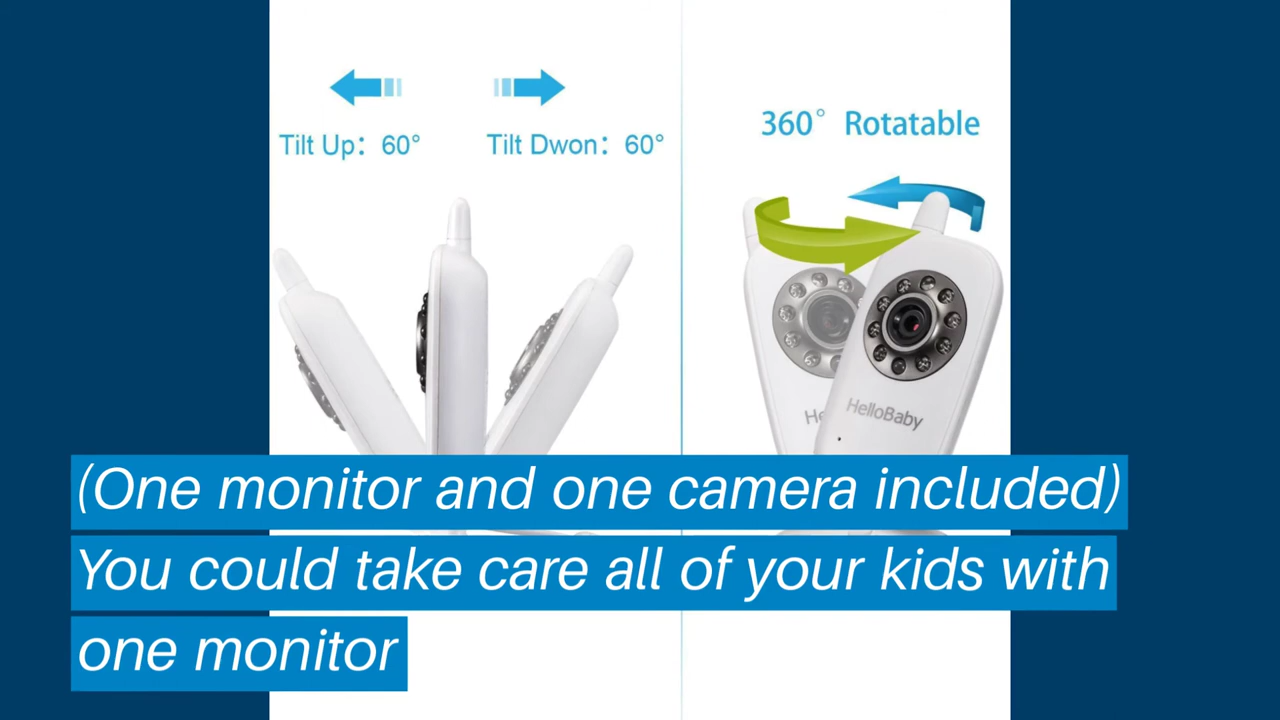 Tilt Up: 60°
Tilt Dwon: 60°
360° Rotatable
He
HelloBaby
(One monitor and one camera included)
You could take care all of your kids with
one monitor